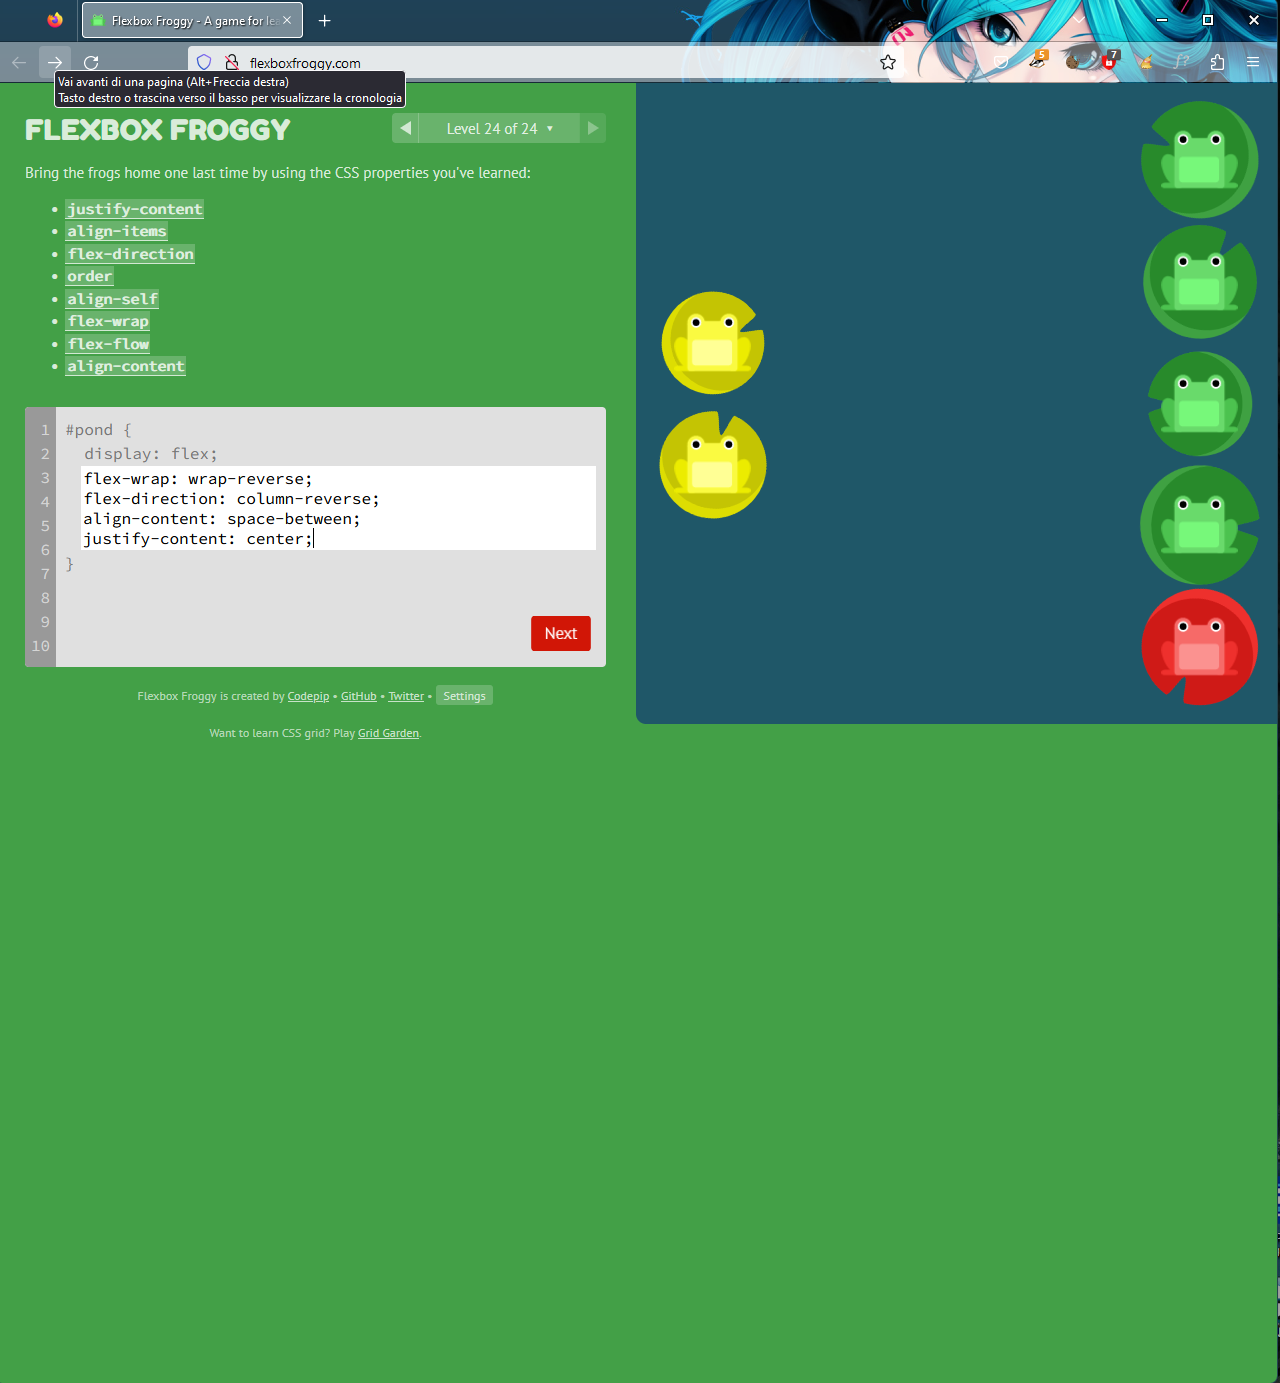 Flexbox Froggy - A game for le
flexboxfroggy.com
5
7
f?
Vai avanti di una pagina (Alt+Freccia destra)
Tasto destro o trascina verso il basso per visualizzare la cronologia
FLEXBOX FROGGY
Level 24 of 24 ▾
Bring the frogs home one last time by using the CSS properties you've learned:
• justify-content
• align-items
• flex-direction
• order
• align-self
• flex-wrap
• flex-flow
• align-content
1 #pond {
2 display: flex;
3 flex-wrap: wrap-reverse;
4 flex-direction: column-reverse;
5 align-content: space-between;
6 justify-content: center;
7 }
8
9
10
Next
Flexbox Froggy is created by Codepip • GitHub • Twitter • Settings
Want to learn CSS grid? Play Grid Garden.